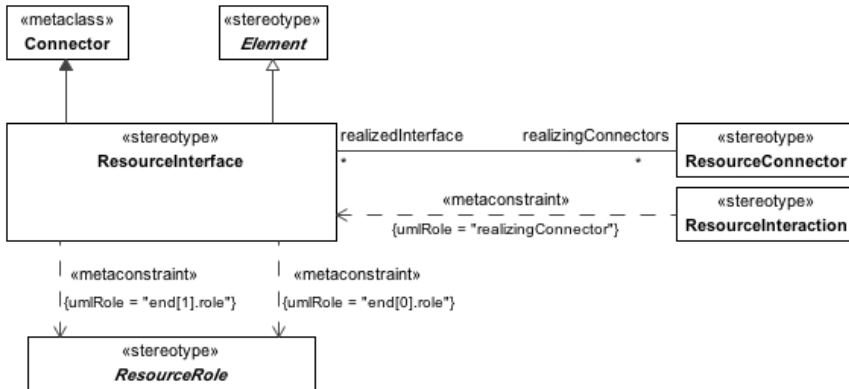 «metaclass»
Connector
«stereotype»
Element
«stereotype»
ResourceInterface
realizedInterface
realizingConnectors
*
*
«stereotype»
ResourceConnector
«metaconstraint»
{umlRole = "realizingConnector"}
«stereotype»
ResourceInteraction
«metaconstraint»
{umlRole = "end[1].role"}
«metaconstraint»
{umlRole = "end[0].role"}
«stereotype»
ResourceRole